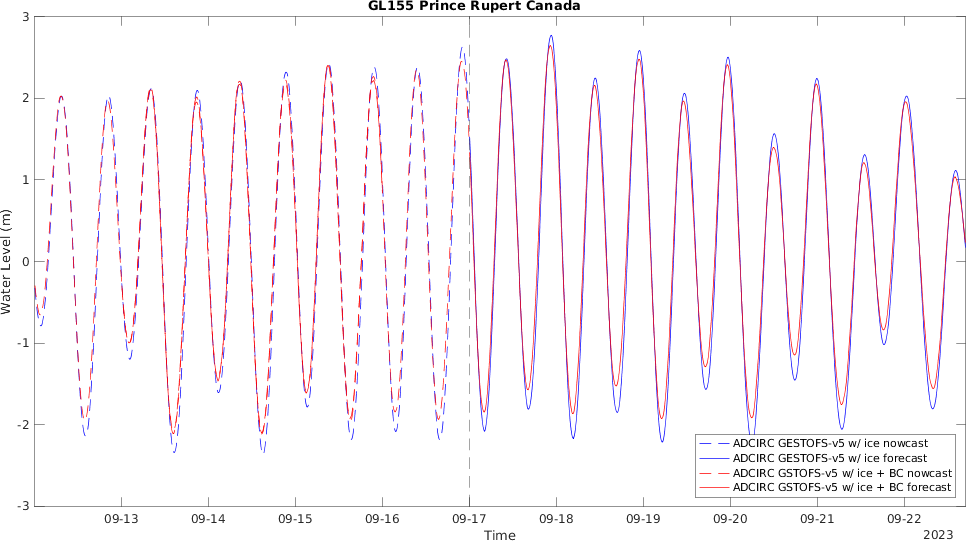 GL155 Prince Rupert Canada
3
2
1
0
-1
-2
-3
Water Level (m)
ADCIRC GESTOFS-v5 w/ ice nowcast
ADCIRC GESTOFS-v5 w/ ice forecast
ADCIRC GSTOFS-v5 w/ ice + BC nowcast
ADCIRC GSTOFS-v5 w/ ice + BC forecast
09-13 09-14 09-15 09-16 09-17 09-18 09-19 09-20 09-21 09-22
Time
2023